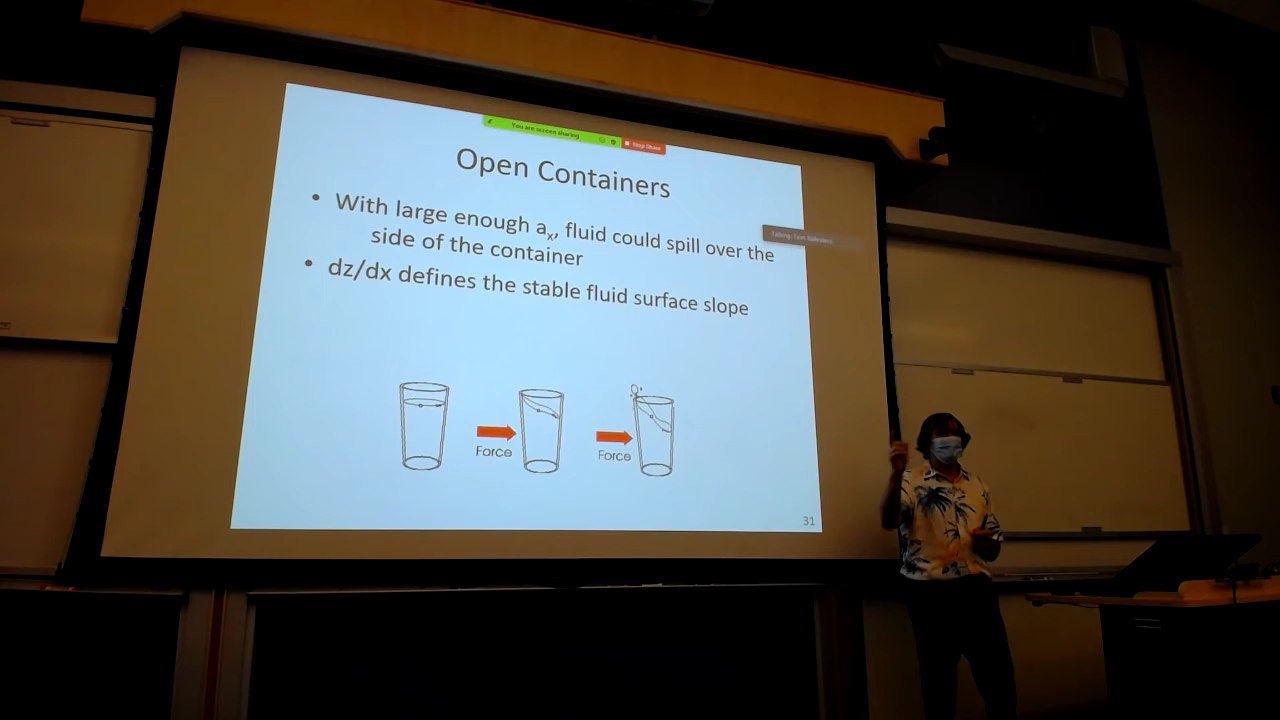 You are screen sharing
Stop Share
Open Containers
• With large enough aₓ, fluid could spill over the
side of the container
• dz/dx defines the stable fluid surface slope
Force
Force
31